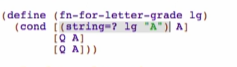 (define (fn-for-letter-grade lg)
(cond [(string=? lg "A") A]
[Q A]
[Q A]))